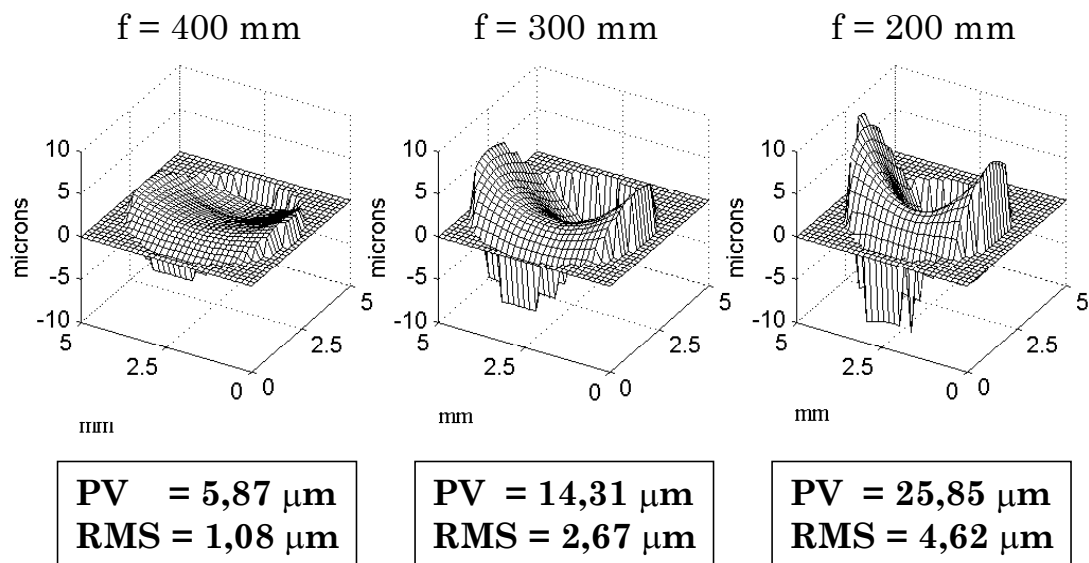 f = 400 mm
f = 300 mm
f = 200 mm
10
5
0
-5
-10
microns
5
2.5
0
0
2.5
5
mm
10
5
0
-5
-10
microns
5
2.5
0
0
2.5
5
mm
10
5
0
-5
-10
microns
5
2.5
0
0
2.5
5
mm
PV = 5,87 μm
RMS = 1,08 μm
PV = 14,31 μm
RMS = 2,67 μm
PV = 25,85 μm
RMS = 4,62 μm